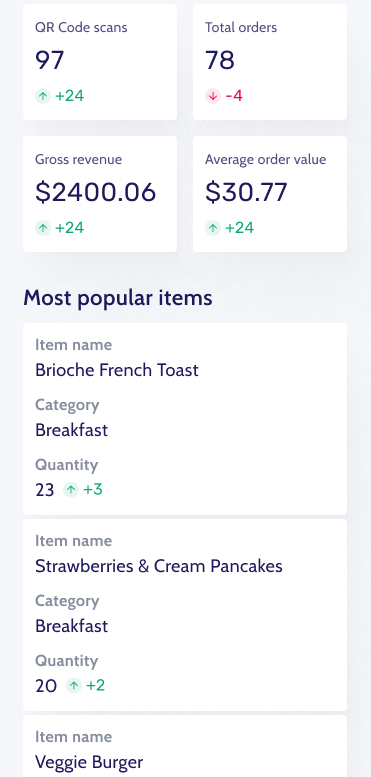 QR Code scans
97
+24
Total orders
78
-4
Gross revenue
$2400.06
+24
Average order value
$30.77
+24
Most popular items
Item name
Brioche French Toast
Category
Breakfast
Quantity
23 +3
Item name
Strawberries & Cream Pancakes
Category
Breakfast
Quantity
20 +2
Item name
Veggie Burger